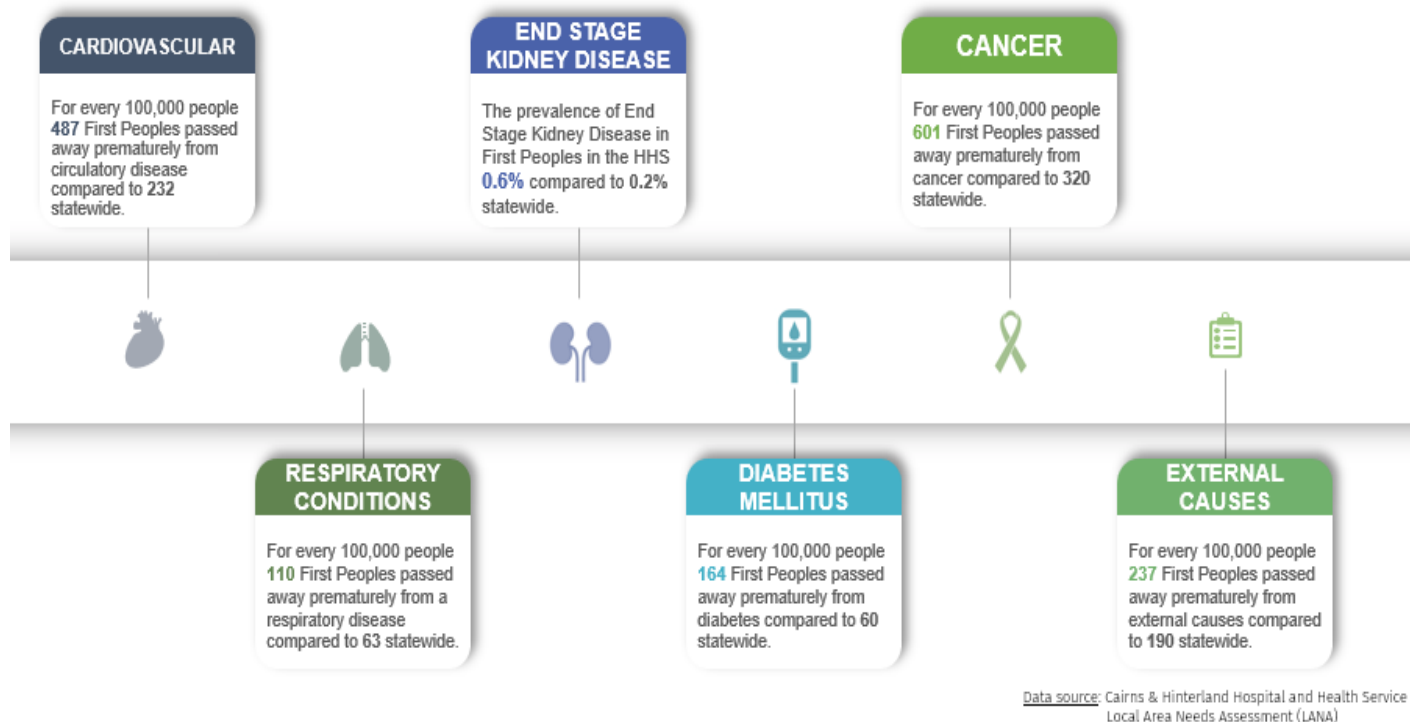 CARDIOVASCULAR
For every 100,000 people
487 First Peoples passed
away prematurely from
circulatory disease
compared to 232
statewide.
END STAGE
KIDNEY DISEASE
The prevalence of End
Stage Kidney Disease in
First Peoples in the HHS
0.6% compared to 0.2%
statewide.
CANCER
For every 100,000 people
601 First Peoples passed
away prematurely from
cancer compared to 320
statewide.
RESPIRATORY
CONDITIONS
For every 100,000 people
110 First Peoples passed
away prematurely from a
respiratory disease
compared to 63 statewide.
DIABETES
MELLITUS
For every 100,000 people
164 First Peoples passed
away prematurely from
diabetes compared to 60
statewide.
EXTERNAL
CAUSES
For every 100,000 people
237 First Peoples passed
away prematurely from
external causes compared
to 190 statewide.
Data source: Cairns & Hinterland Hospital and Health Service
Local Area Needs Assessment (LANA)